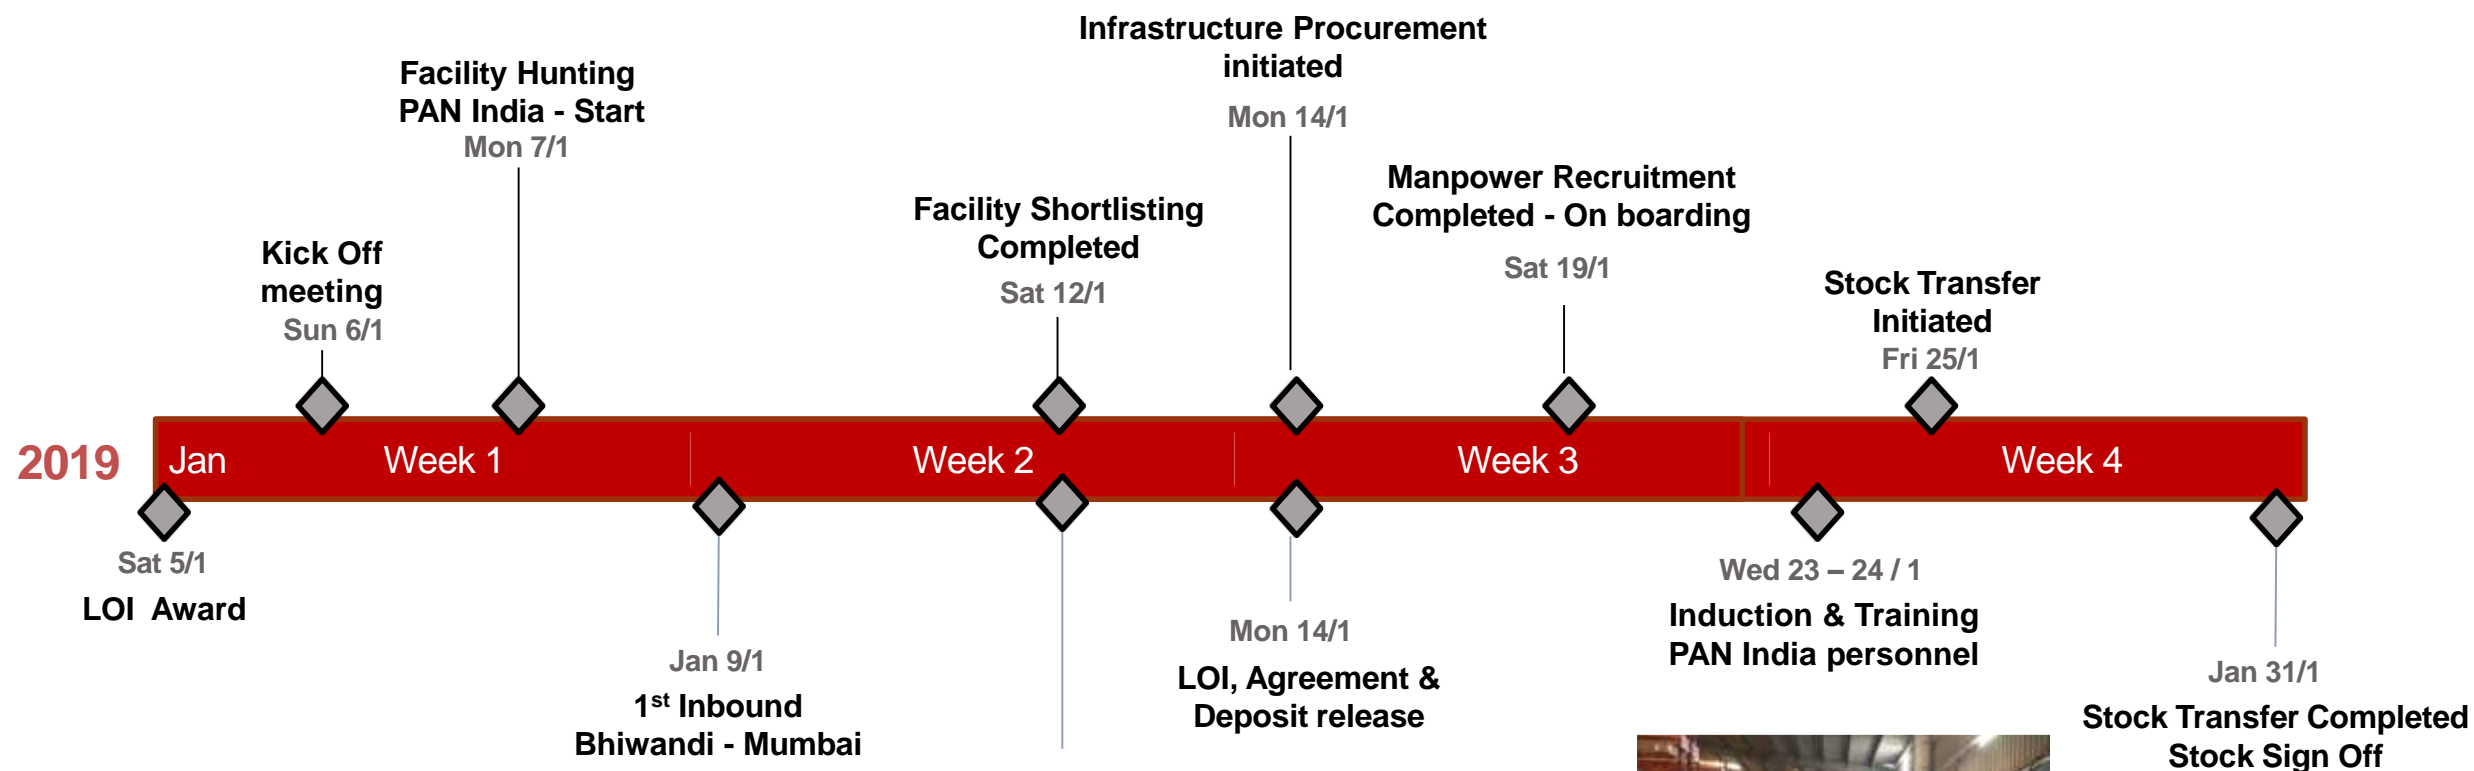 Infrastructure Procurement
initiated
Mon 14/1
Facility Hunting
PAN India - Start
Mon 7/1
Manpower Recruitment
Completed - On boarding
Sat 19/1
Facility Shortlisting
Completed
Sat 12/1
Kick Off
meeting
Sun 6/1
Stock Transfer
Initiated
Fri 25/1
2019
Jan
Week 1
Week 2
Week 3
Week 4
Sat 5/1
LOI Award
Jan 9/1
1st Inbound
Bhiwandi - Mumbai
Mon 14/1
LOI, Agreement &
Deposit release
Wed 23 – 24 / 1
Induction & Training
PAN India personnel
Jan 31/1
Stock Transfer Completed
Stock Sign Off